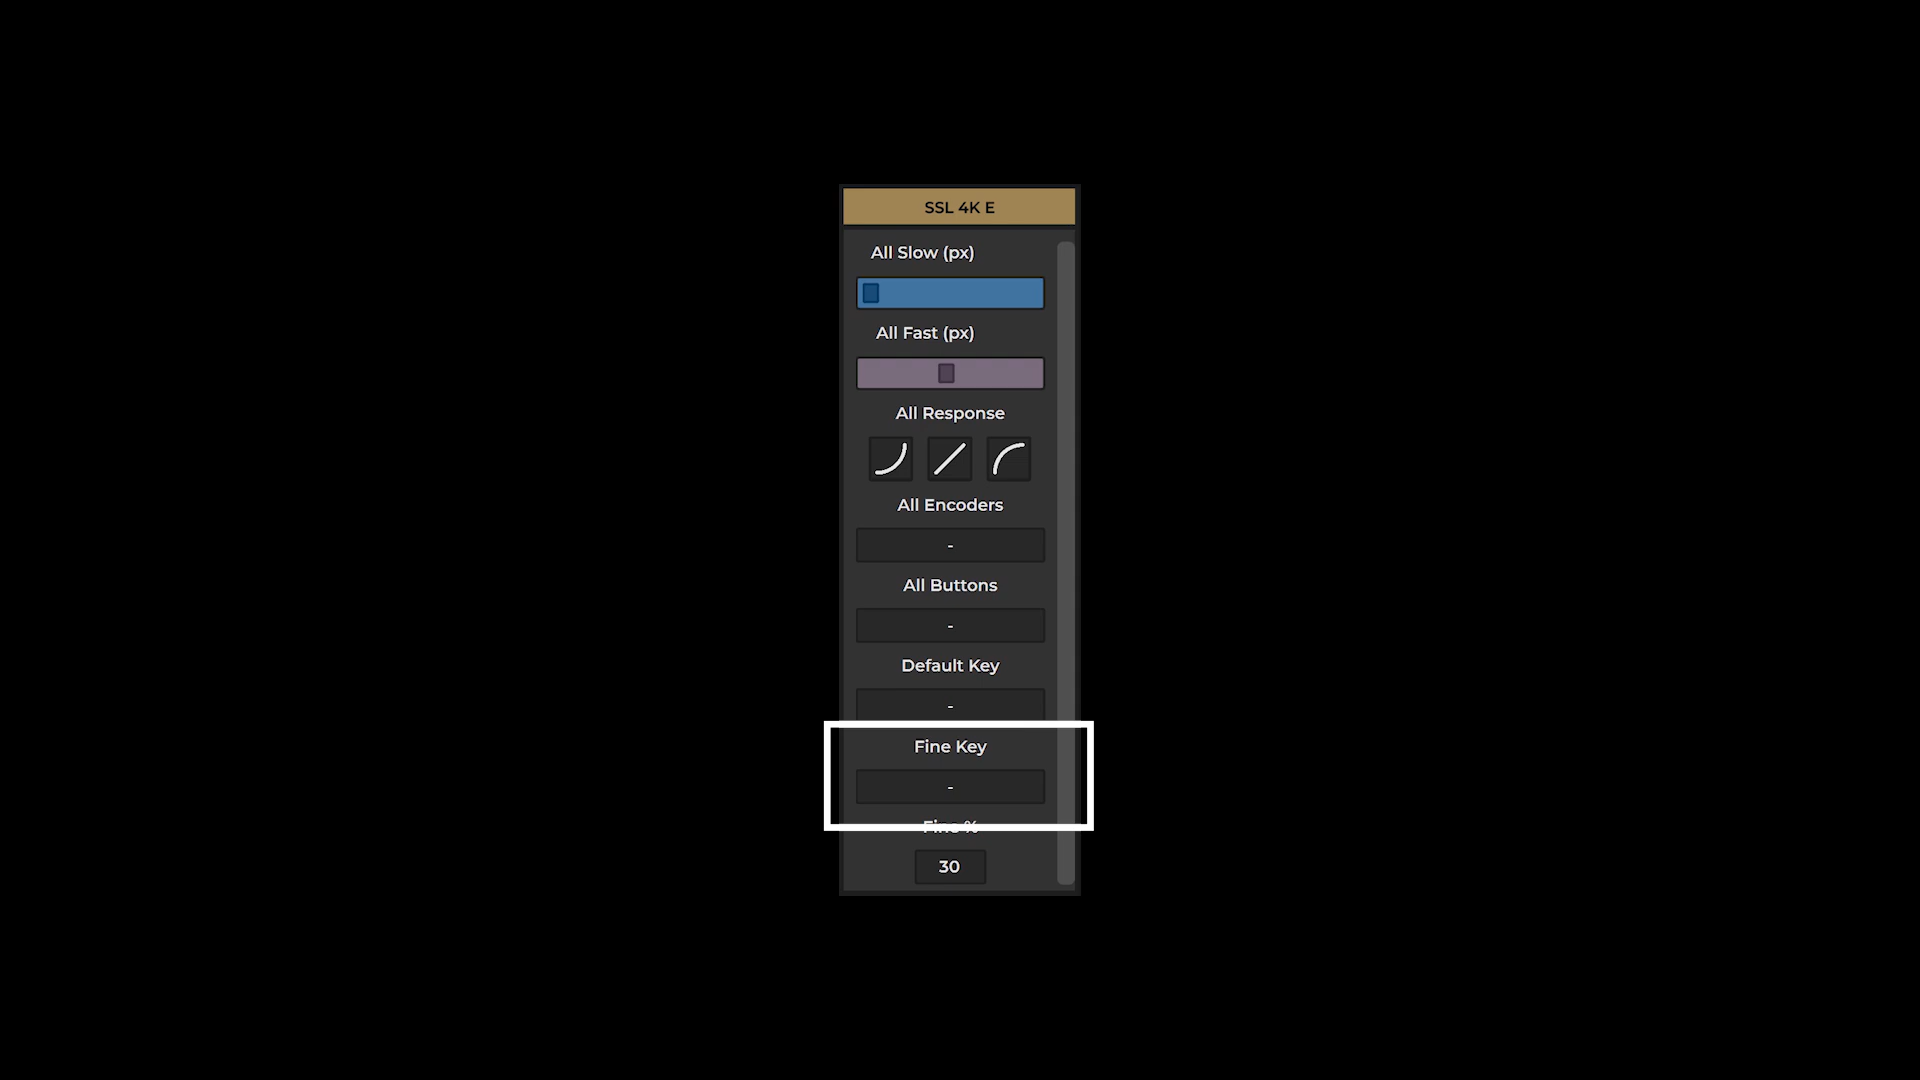 SSL 4K E
All Slow (px)
All Fast (px)
All Response
All Encoders
-
All Buttons
-
Default Key
-
Fine Key
-
Fine %
30